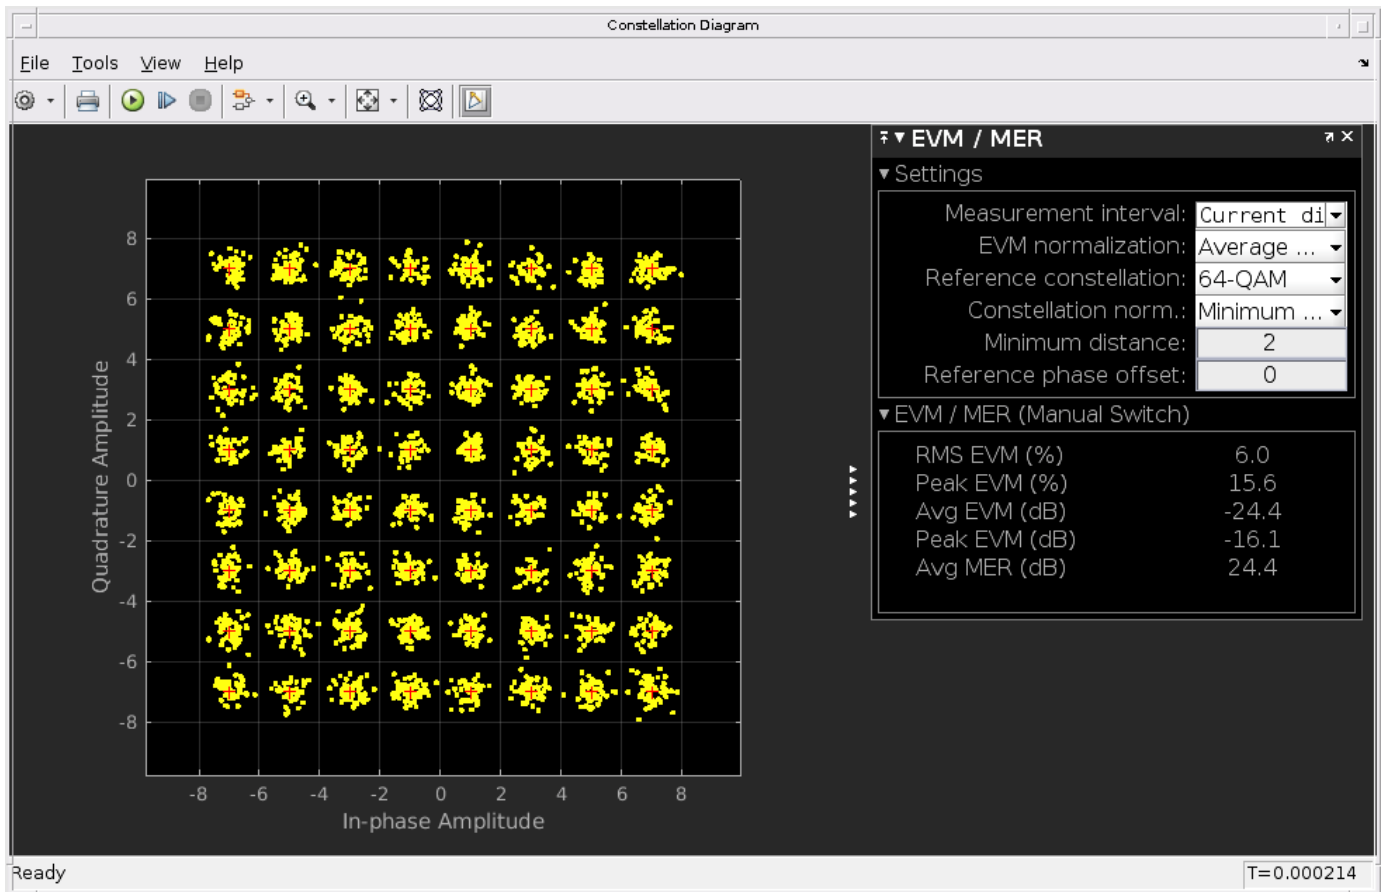 Constellation Diagram
File Tools View Help
EVM / MER
Settings
Measurement interval: Current di
EVM normalization: Average ...
Reference constellation: 64-QAM
Constellation norm.: Minimum ...
Minimum distance: 2
Reference phase offset: 0
EVM / MER (Manual Switch)
RMS EVM (%) 6.0
Peak EVM (%) 15.6
Avg EVM (dB) -24.4
Peak EVM (dB) -16.1
Avg MER (dB) 24.4
Quadrature Amplitude
8
6
4
2
0
-2
-4
-6
-8
-8 -6 -4 -2 0 2 4 6 8
In-phase Amplitude
Ready T=0.000214